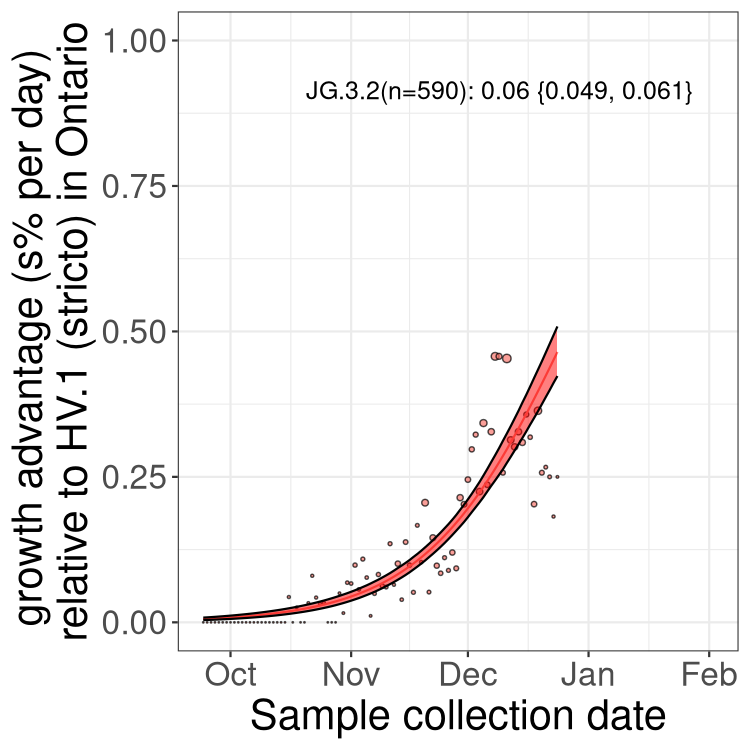 growth advantage (s% per day)
relative to HV.1 (stricto) in Ontario
1.00
0.75
0.50
0.25
0.00
JG.3.2(n=590): 0.06 {0.049, 0.061}
Oct Nov Dec Jan Feb
Sample collection date